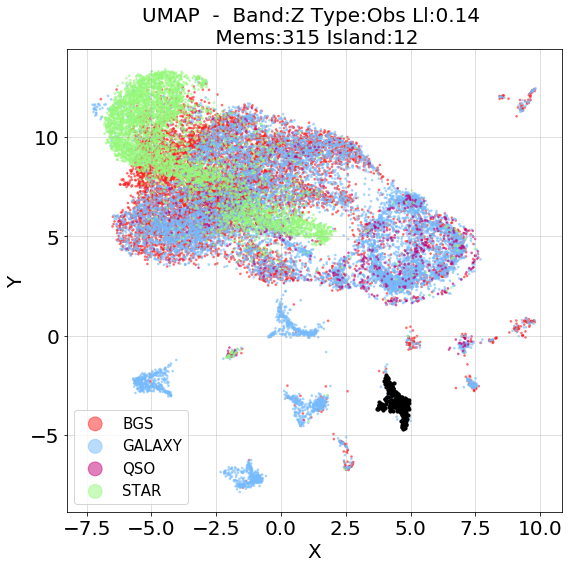 UMAP - Band:Z Type:Obs Ll:0.14
Mems:315 Island:12
Y
10
5
0
−5
BGS
GALAXY
QSO
STAR
−7.5 −5.0 −2.5 0.0 2.5 5.0 7.5 10.0
X